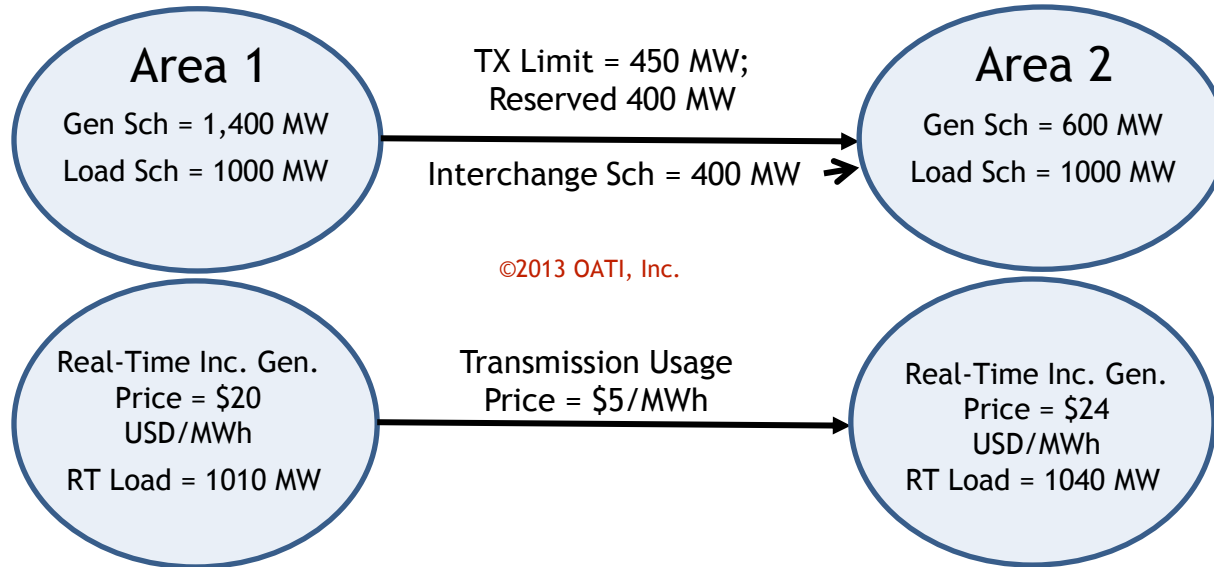 Area 1
Gen Sch = 1,400 MW
Load Sch = 1000 MW
TX Limit = 450 MW;
Reserved 400 MW
Interchange Sch = 400 MW
Area 2
Gen Sch = 600 MW
Load Sch = 1000 MW
©2013 OATI, Inc.
Real-Time Inc. Gen.
Price = $20
USD/MWh
RT Load = 1010 MW
Transmission Usage
Price = $5/MWh
Real-Time Inc. Gen.
Price = $24
USD/MWh
RT Load = 1040 MW